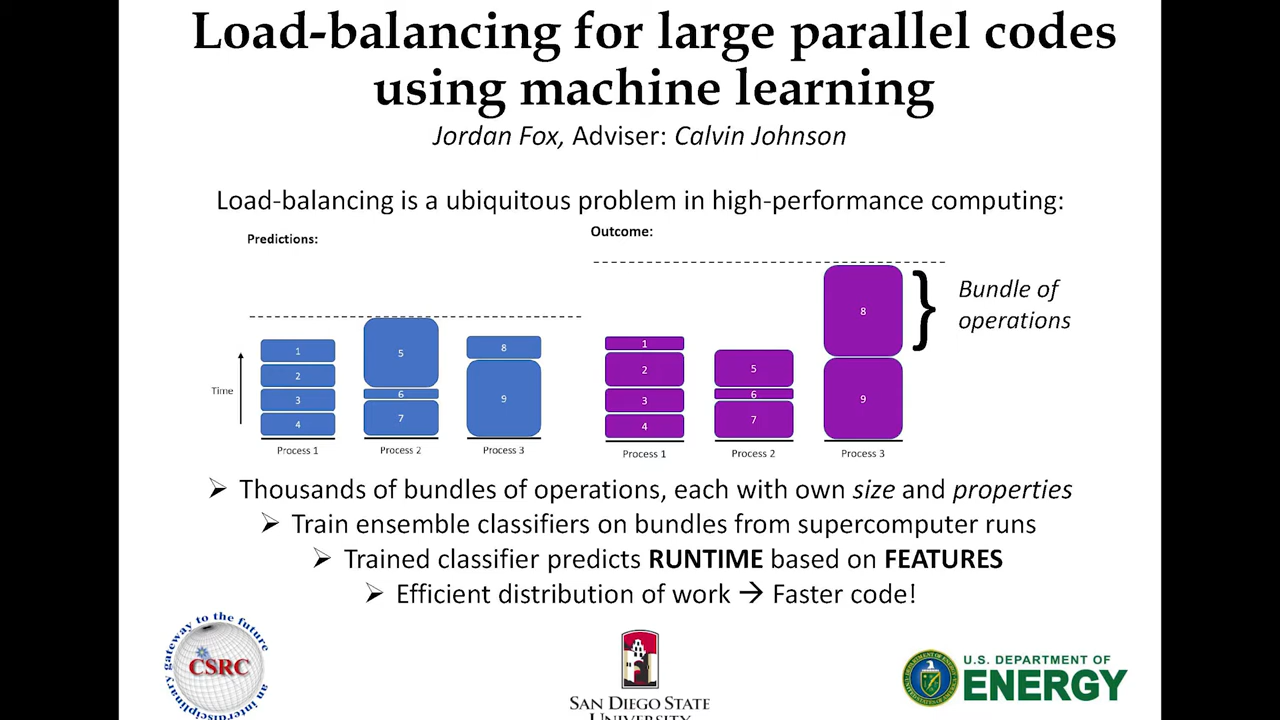 Load-balancing for large parallel codes
using machine learning
Jordan Fox, Adviser: Calvin Johnson
Load-balancing is a ubiquitous problem in high-performance computing:
Predictions:
Outcome:
Time
1
2
3
4
Process 1
5
6
7
Process 2
8
9
Process 3
1
2
3
4
Process 1
5
6
7
Process 2
8
9
Process 3
}
Bundle of
operations
➢ Thousands of bundles of operations, each with own size and properties
➢ Train ensemble classifiers on bundles from supercomputer runs
➢ Trained classifier predicts RUNTIME based on FEATURES
➢ Efficient distribution of work → Faster code!
gateway to the future
CSRC
an interdisciplinary
SAN DIEGO STATE
UNIVERSITY
U.S. DEPARTMENT OF
ENERGY